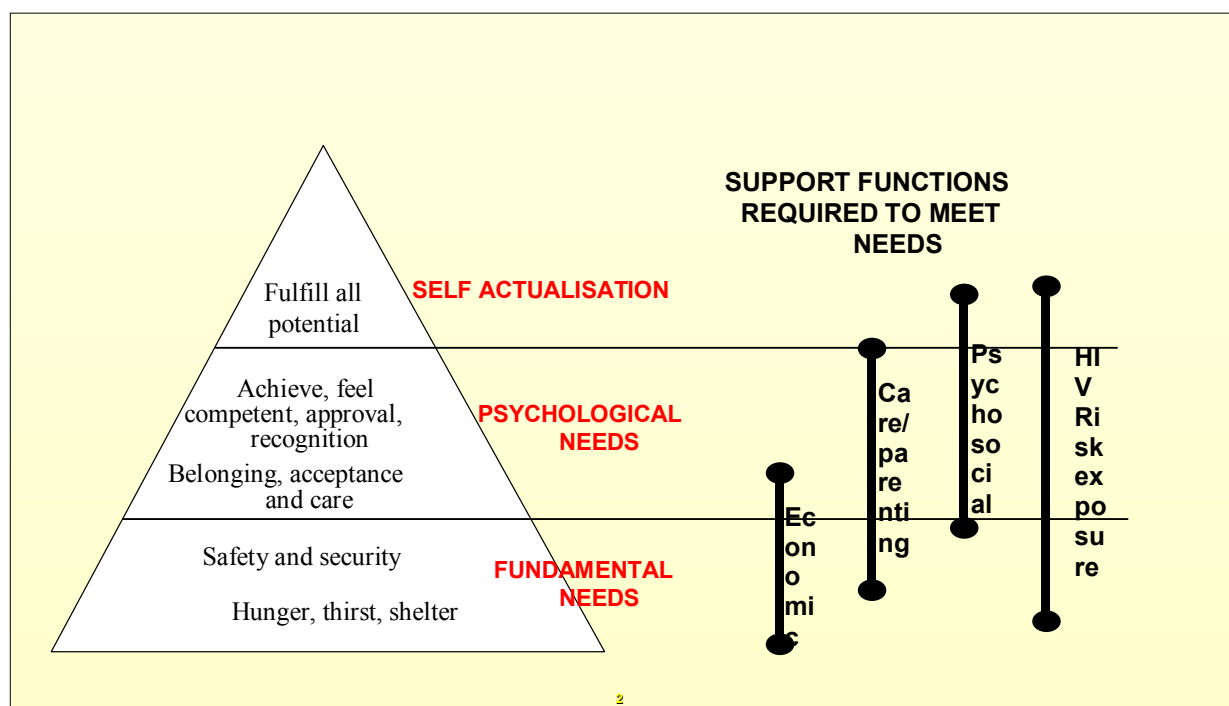 SUPPORT FUNCTIONS
REQUIRED TO MEET
NEEDS
Fulfill all
potential
SELF ACTUALISATION
Achieve, feel
competent, approval,
recognition
Belonging, acceptance
and care
PSYCHOLOGICAL
NEEDS
Safety and security
Hunger, thirst, shelter
FUNDAMENTAL
NEEDS
Ec
on
o
mi
c
Ca
re/
pa
re
nti
ng
Ps
yc
ho
so
ci
al
HI
V Ri
sk
ex
po
su
re
2